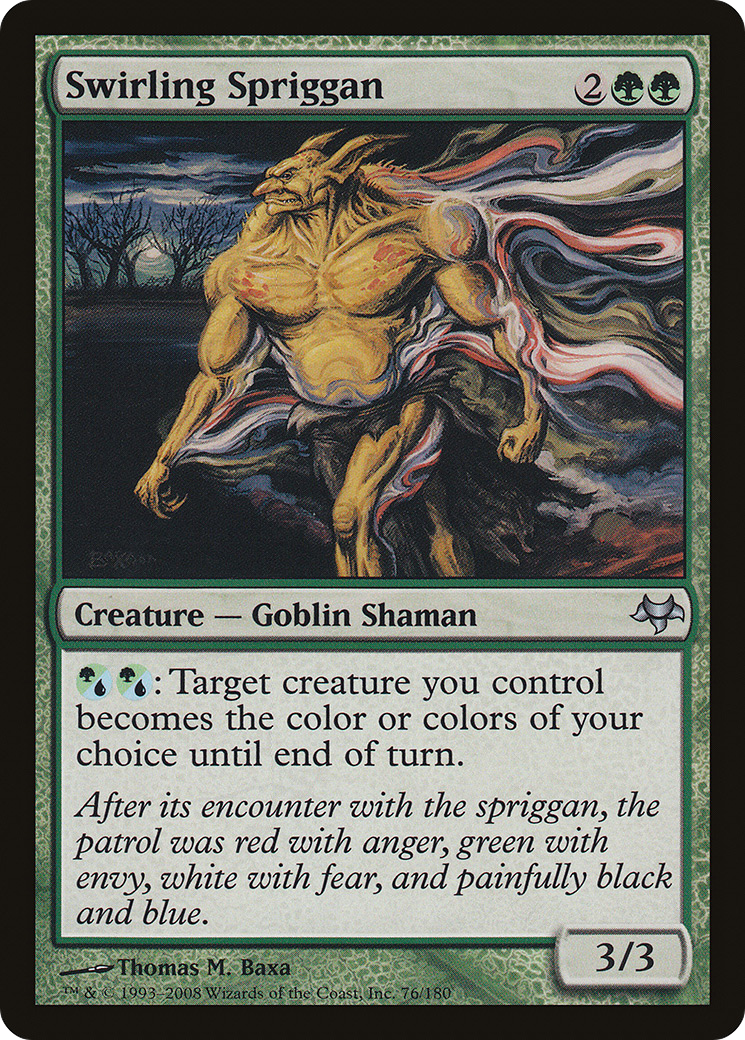 Swirling Spriggan 2
Creature — Goblin Shaman
: Target creature you control
becomes the color or colors of your
choice until end of turn.
After its encounter with the spriggan, the
patrol was red with anger, green with
envy, white with fear, and painfully black
and blue.
3/3
Thomas M. Baxa
™ & © 1993–2008 Wizards of the Coast, Inc. 76/180